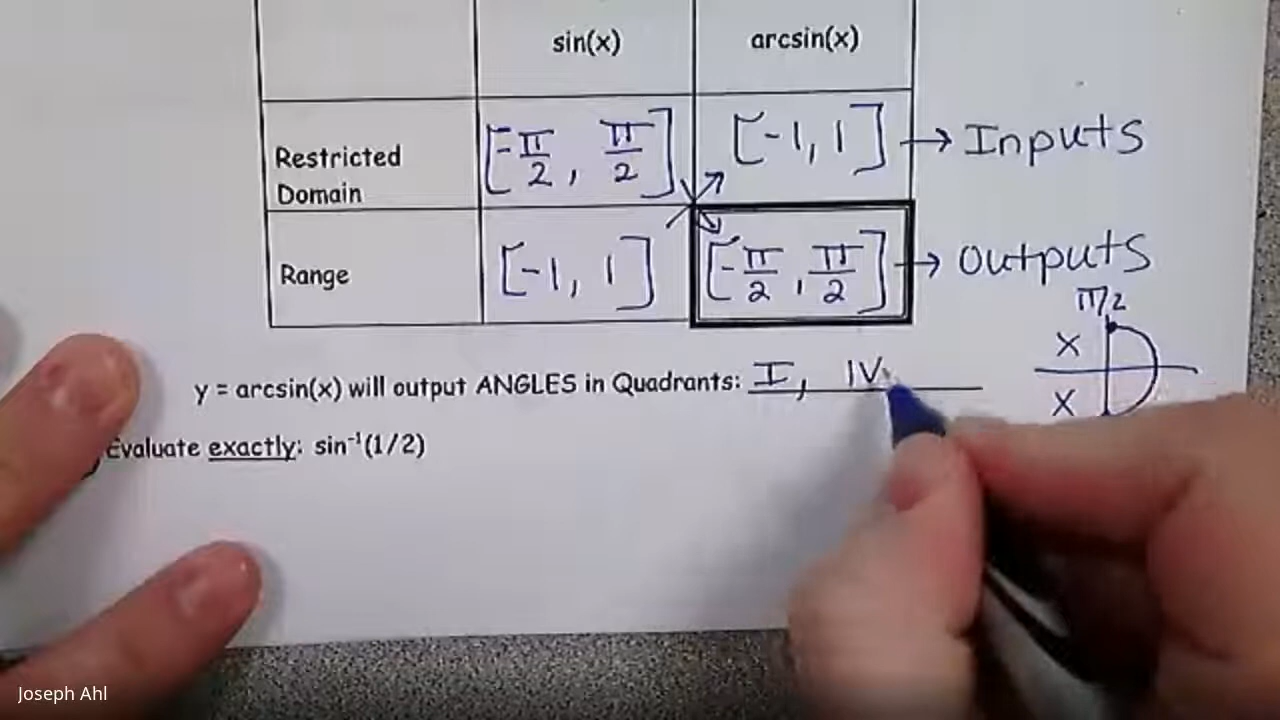 sin(x) arcsin(x)
Restricted Domain [-π/2, π/2] [-1, 1] → Inputs
Range [-1, 1] [-π/2, π/2] → outputs
π/2
X
X
y = arcsin(x) will output ANGLES in Quadrants: I, IV
Evaluate exactly: sin⁻¹(1/2)
Joseph Ahl